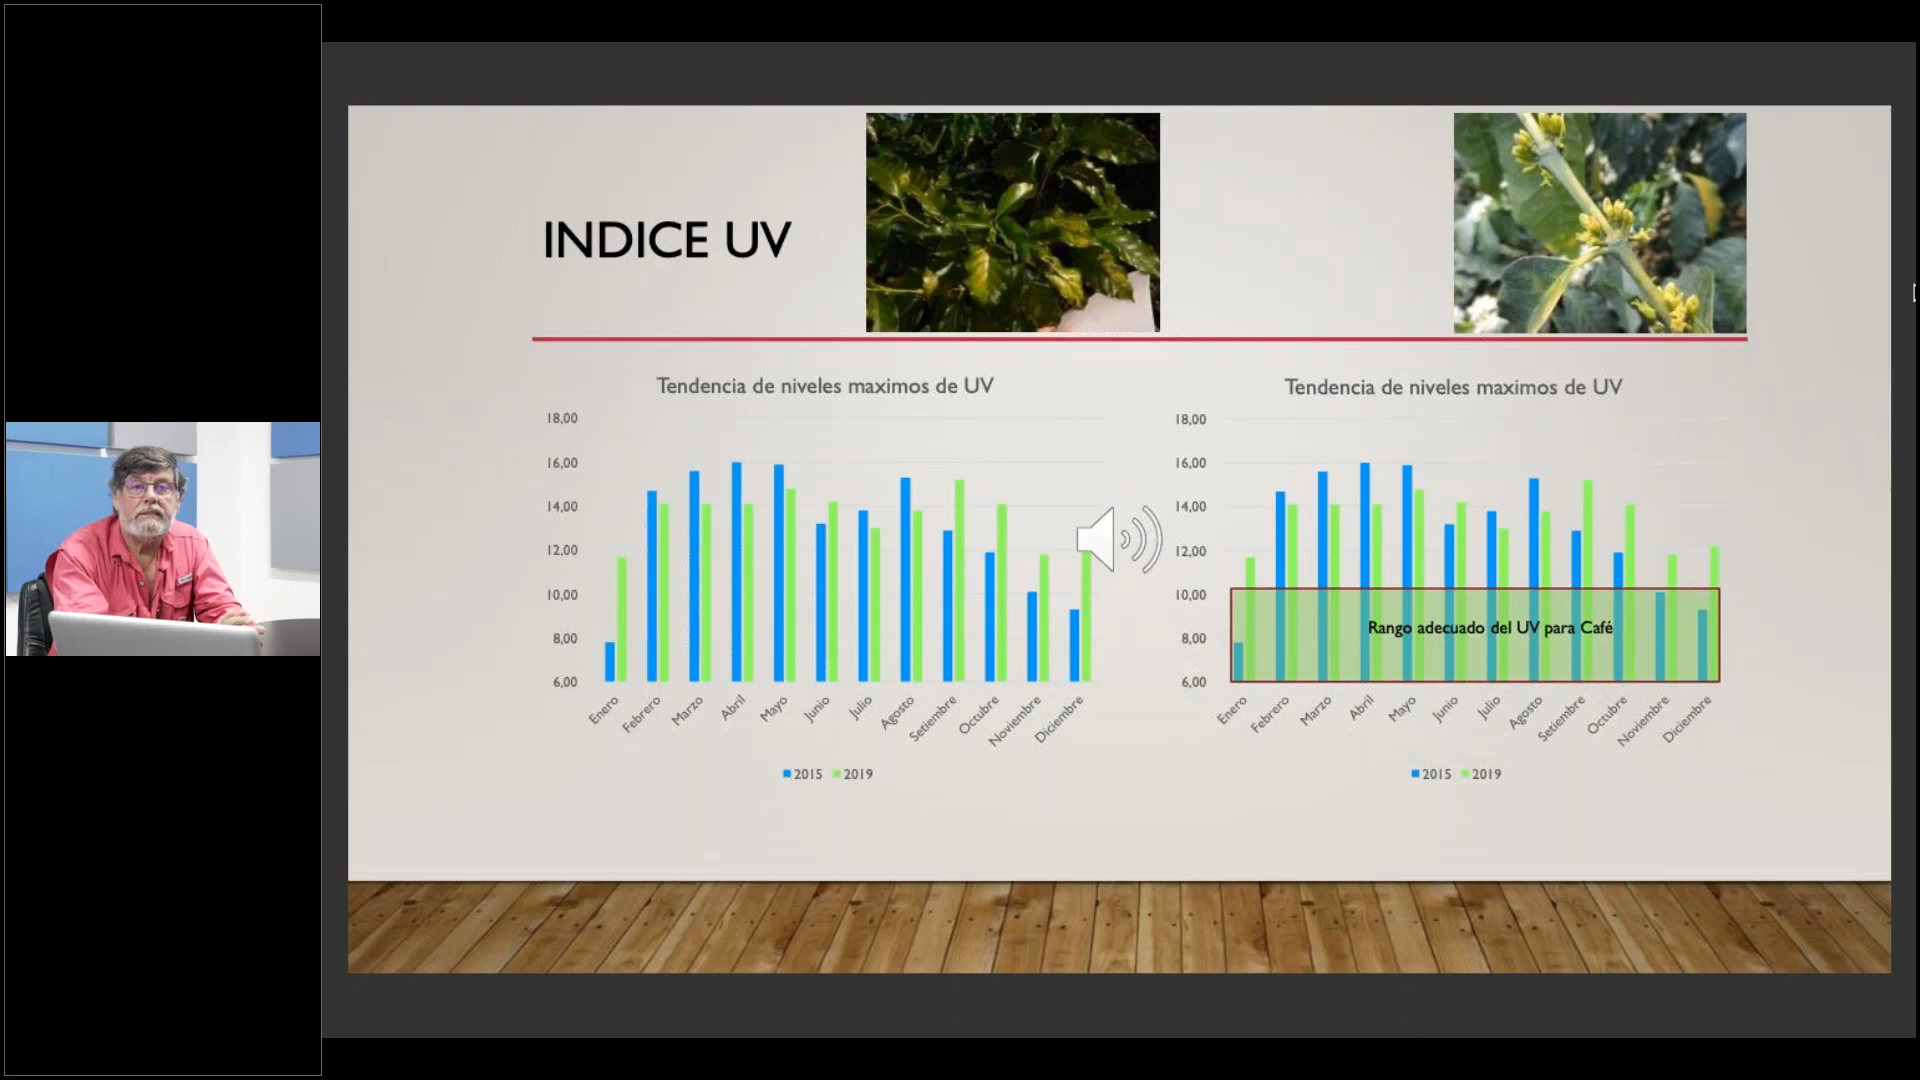 INDICE UV
Tendencia de niveles maximos de UV
18,00
16,00
14,00
12,00
10,00
8,00
6,00
Enero
Febrero
Marzo
Abril
Mayo
Junio
Julio
Agosto
Setiembre
Octubre
Noviembre
Diciembre
2015 2019
Tendencia de niveles maximos de UV
18,00
16,00
14,00
12,00
10,00
8,00
6,00
Rango adecuado del UV para Café
Enero
Febrero
Marzo
Abril
Mayo
Junio
Julio
Agosto
Setiembre
Octubre
Noviembre
Diciembre
2015 2019